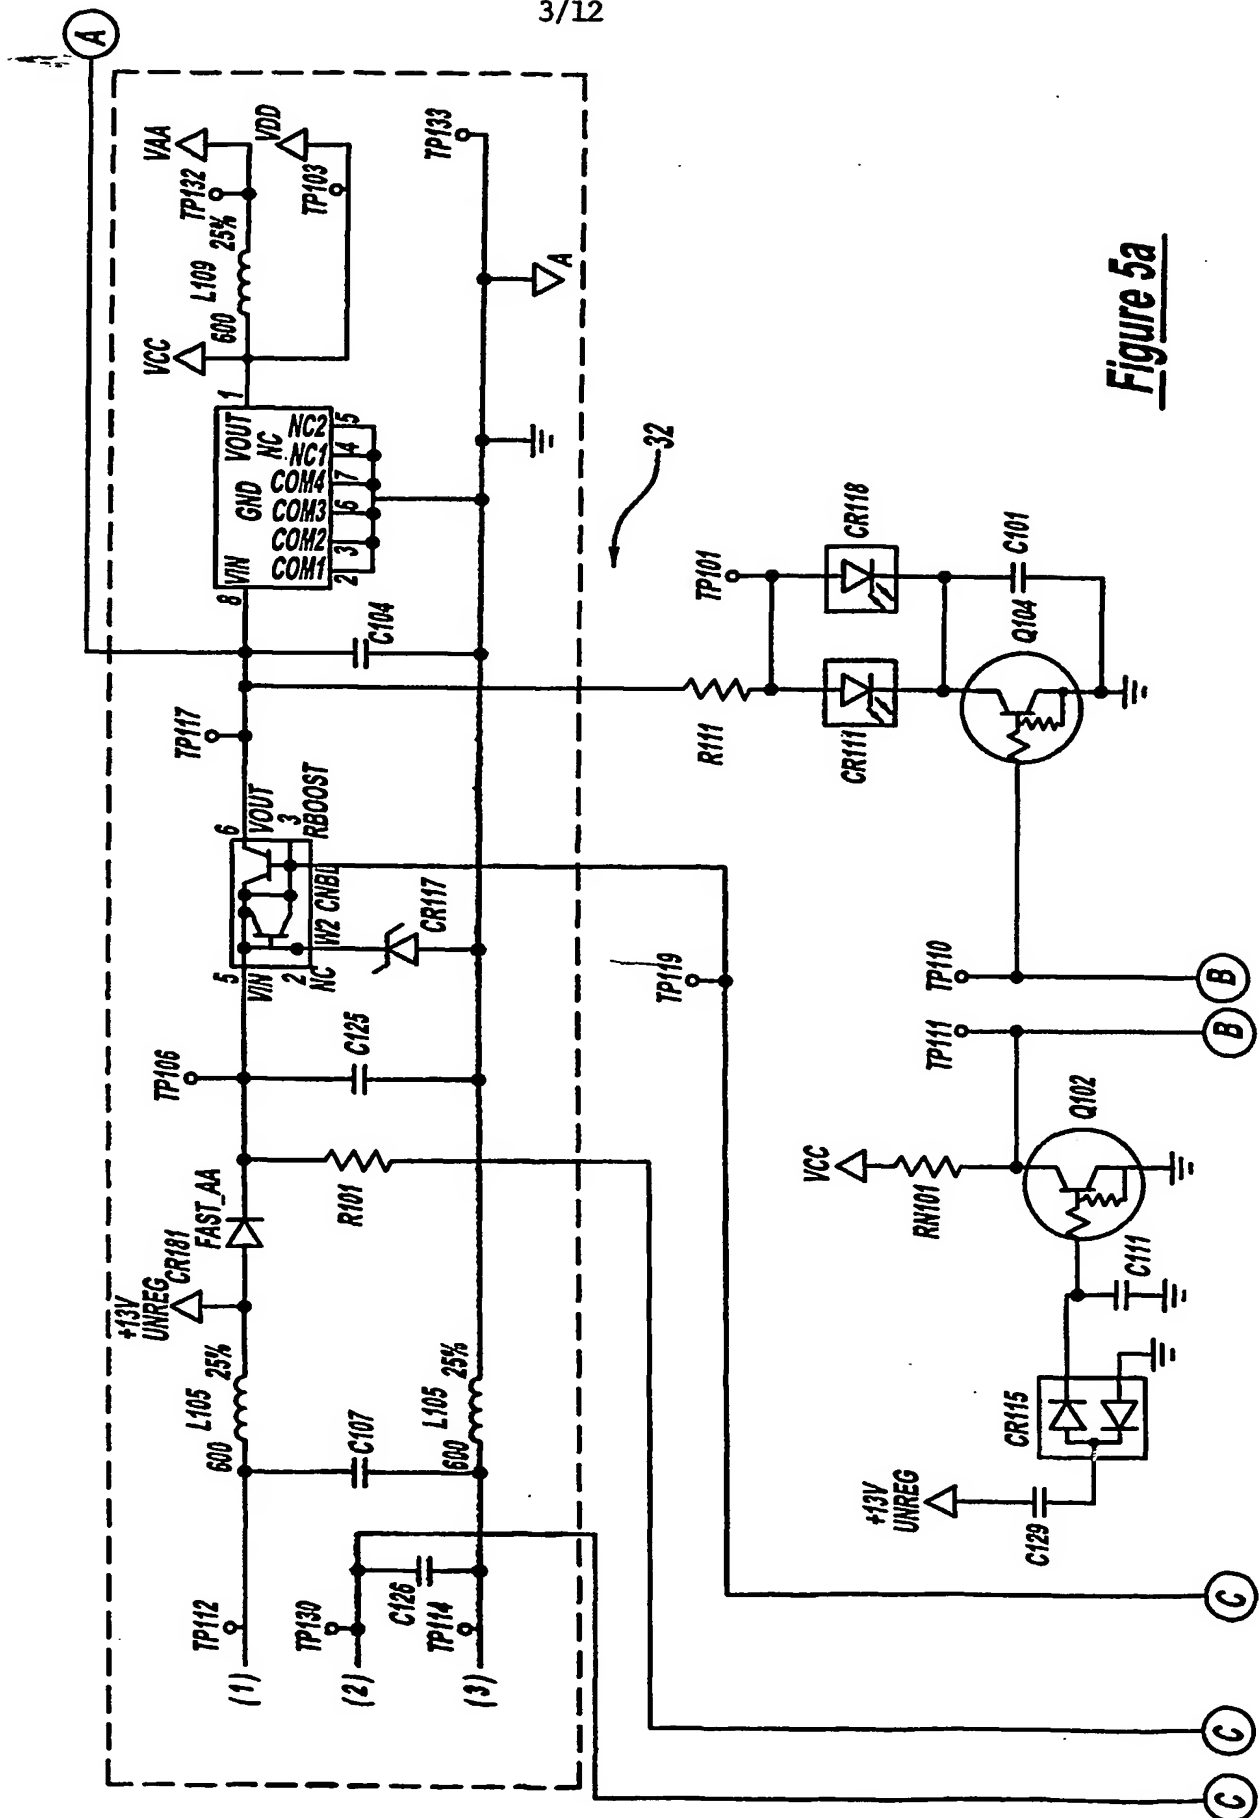 3/12
A
VAA
VDD
TP132
TP103
TP133
25%
L109
600
VCC
A
1
VOUT
NC
NC2
5
NC1
4
GND
COM4
7
COM3
6
COM2
3
COM1
2
VIN
8
32
C104
TP117
TP101
CR118
C101
R111
CR111
Q104
6
VOUT
3
RBOOST
W2 CNBL
CR117
5
VIN
2
NC
TP119
TP110
B
TP106
C125
TP111
B
FAST_AA
CR181
+13V
UNREG
R101
VCC
RN101
Q102
C111
25%
L105
600
C107
25%
L105
600
CR115
+13V
UNREG
C129
TP112
(1)
TP130
(2)
C126
TP114
(3)
C
C
C
Figure 5a